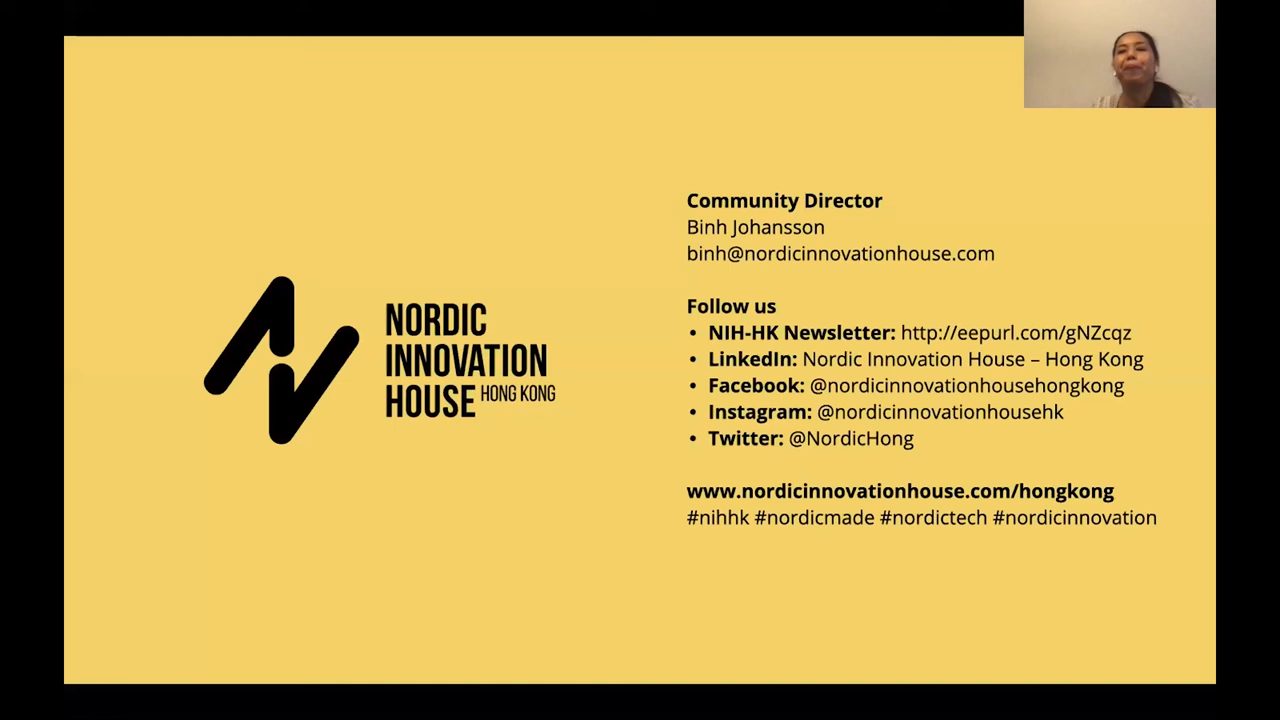 NORDIC
INNOVATION
HOUSE HONG KONG
Community Director
Binh Johansson
binh@nordicinnovationhouse.com
Follow us
• NIH-HK Newsletter: http://eepurl.com/gNZcqz
• LinkedIn: Nordic Innovation House – Hong Kong
• Facebook: @nordicinnovationhousehongkong
• Instagram: @nordicinnovationhousehk
• Twitter: @NordicHong
www.nordicinnovationhouse.com/hongkong
#nihhk #nordicmade #nordictech #nordicinnovation